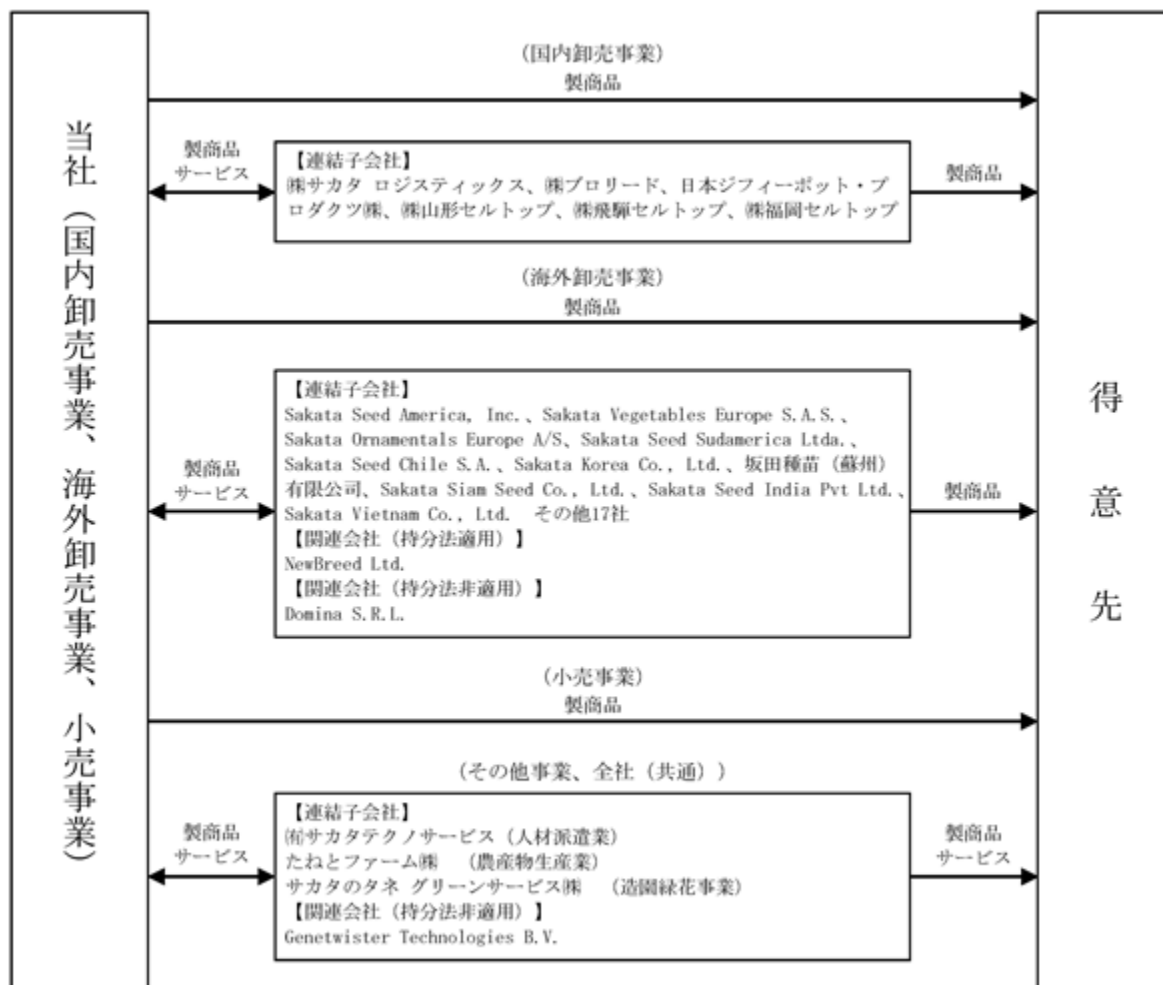 当社（国内卸売事業、海外卸売事業、小売事業）
（国内卸売事業）
製商品
製商品
サービス
【連結子会社】
㈱サカタ ロジスティックス、㈱ブロリード、日本ジフィーポット・プ
ロダクツ㈱、㈱山形セルトップ、㈱飛騨セルトップ、㈱福岡セルトップ
製商品
（海外卸売事業）
製商品
製商品
サービス
【連結子会社】
Sakata Seed America, Inc.、Sakata Vegetables Europe S.A.S.、
Sakata Ornamentals Europe A/S、Sakata Seed Sudamerica Ltda.、
Sakata Seed Chile S.A.、Sakata Korea Co., Ltd.、坂田種苗（蘇州）
有限公司、Sakata Siam Seed Co., Ltd.、Sakata Seed India Pvt Ltd.、
Sakata Vietnam Co., Ltd.　その他17社
【関連会社（持分法適用）】
NewBreed Ltd.
【関連会社（持分法非適用）】
Domina S.R.L.
製商品
（小売事業）
製商品
（その他事業、全社（共通））
製商品
サービス
【連結子会社】
㈲サカタテクノサービス（人材派遣業）
たねとファーム㈱　（農産物生産業）
サカタのタネ グリーンサービス㈱　（造園緑花事業）
【関連会社（持分法非適用）】
Genetwister Technologies B.V.
製商品
サービス
得意先